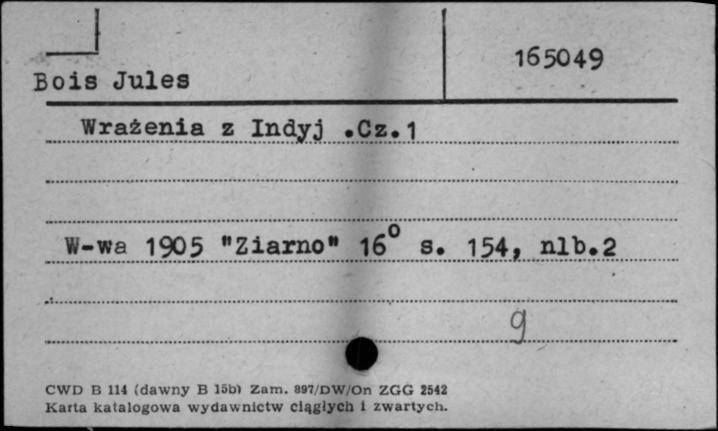 165049
Bois Jules
Wrażenia z Indyj .Cz.1
W-wa 1905 "Ziarno" 16° s. 154, nlb.2
g
CWD B 114 (dawny B 15b) Zam. 897/DW/On ZGG 2542
Karta katalogowa wydawnictw ciągłych i zwartych.